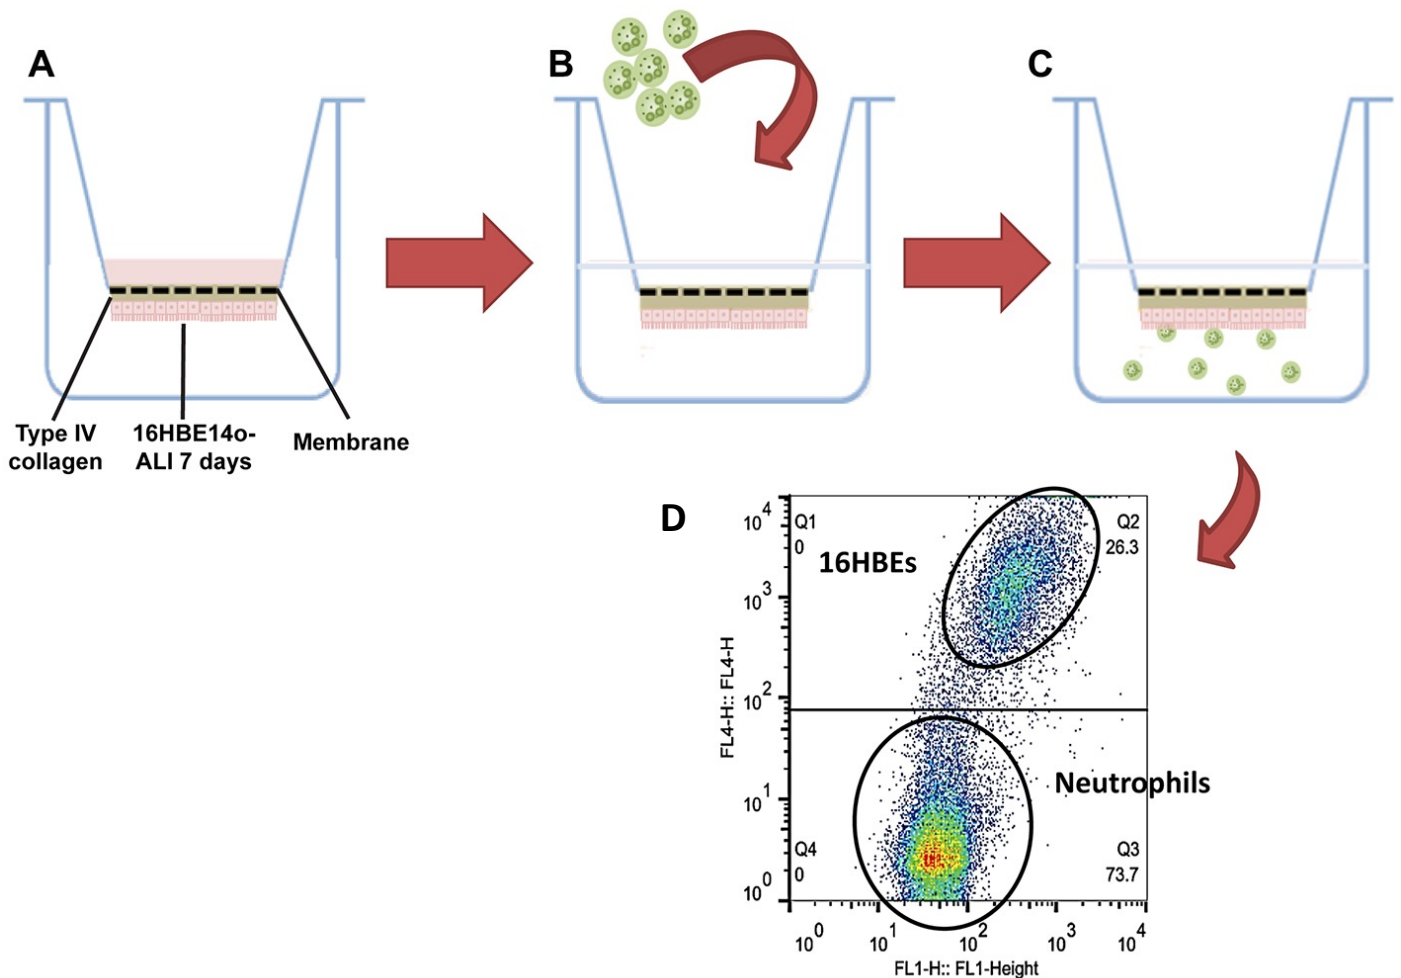 A
B
C
Type IV
collagen
16HBE14o-
ALI 7 days
Membrane
D
Q1
0
16HBEs
Q2
26.3
Neutrophils
Q4
0
Q3
73.7
FL4-H:: FL4-H
10^4
10^3
10^2
10^1
10^0
10^0 10^1 10^2 10^3 10^4
FL1-H:: FL1-Height